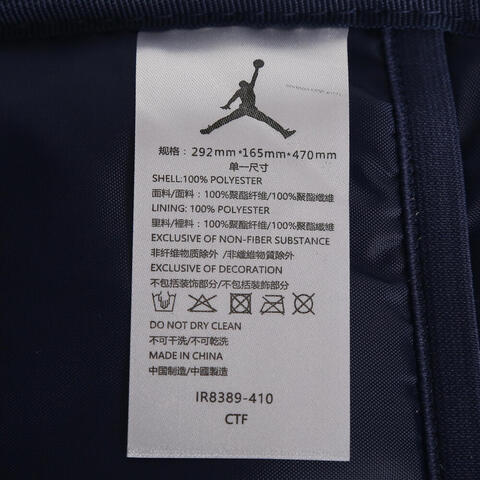 规格: 292mm*165mm*470mm
单一尺寸
SHELL:100% POLYESTER
面料/面料: 100%聚酯纤维/100%聚酯纖維
LINING: 100% POLYESTER
里料/裡料: 100%聚酯纤维/100%聚酯纖維
EXCLUSIVE OF NON-FIBER SUBSTANCE
非纤维物质除外 /非纖維物質除外
EXCLUSIVE OF DECORATION
不包括装饰部分/不包括装飾部分
DO NOT DRY CLEAN
不可干洗/不可乾洗
MADE IN CHINA
中国制造/中國製造
IR8389-410
CTF